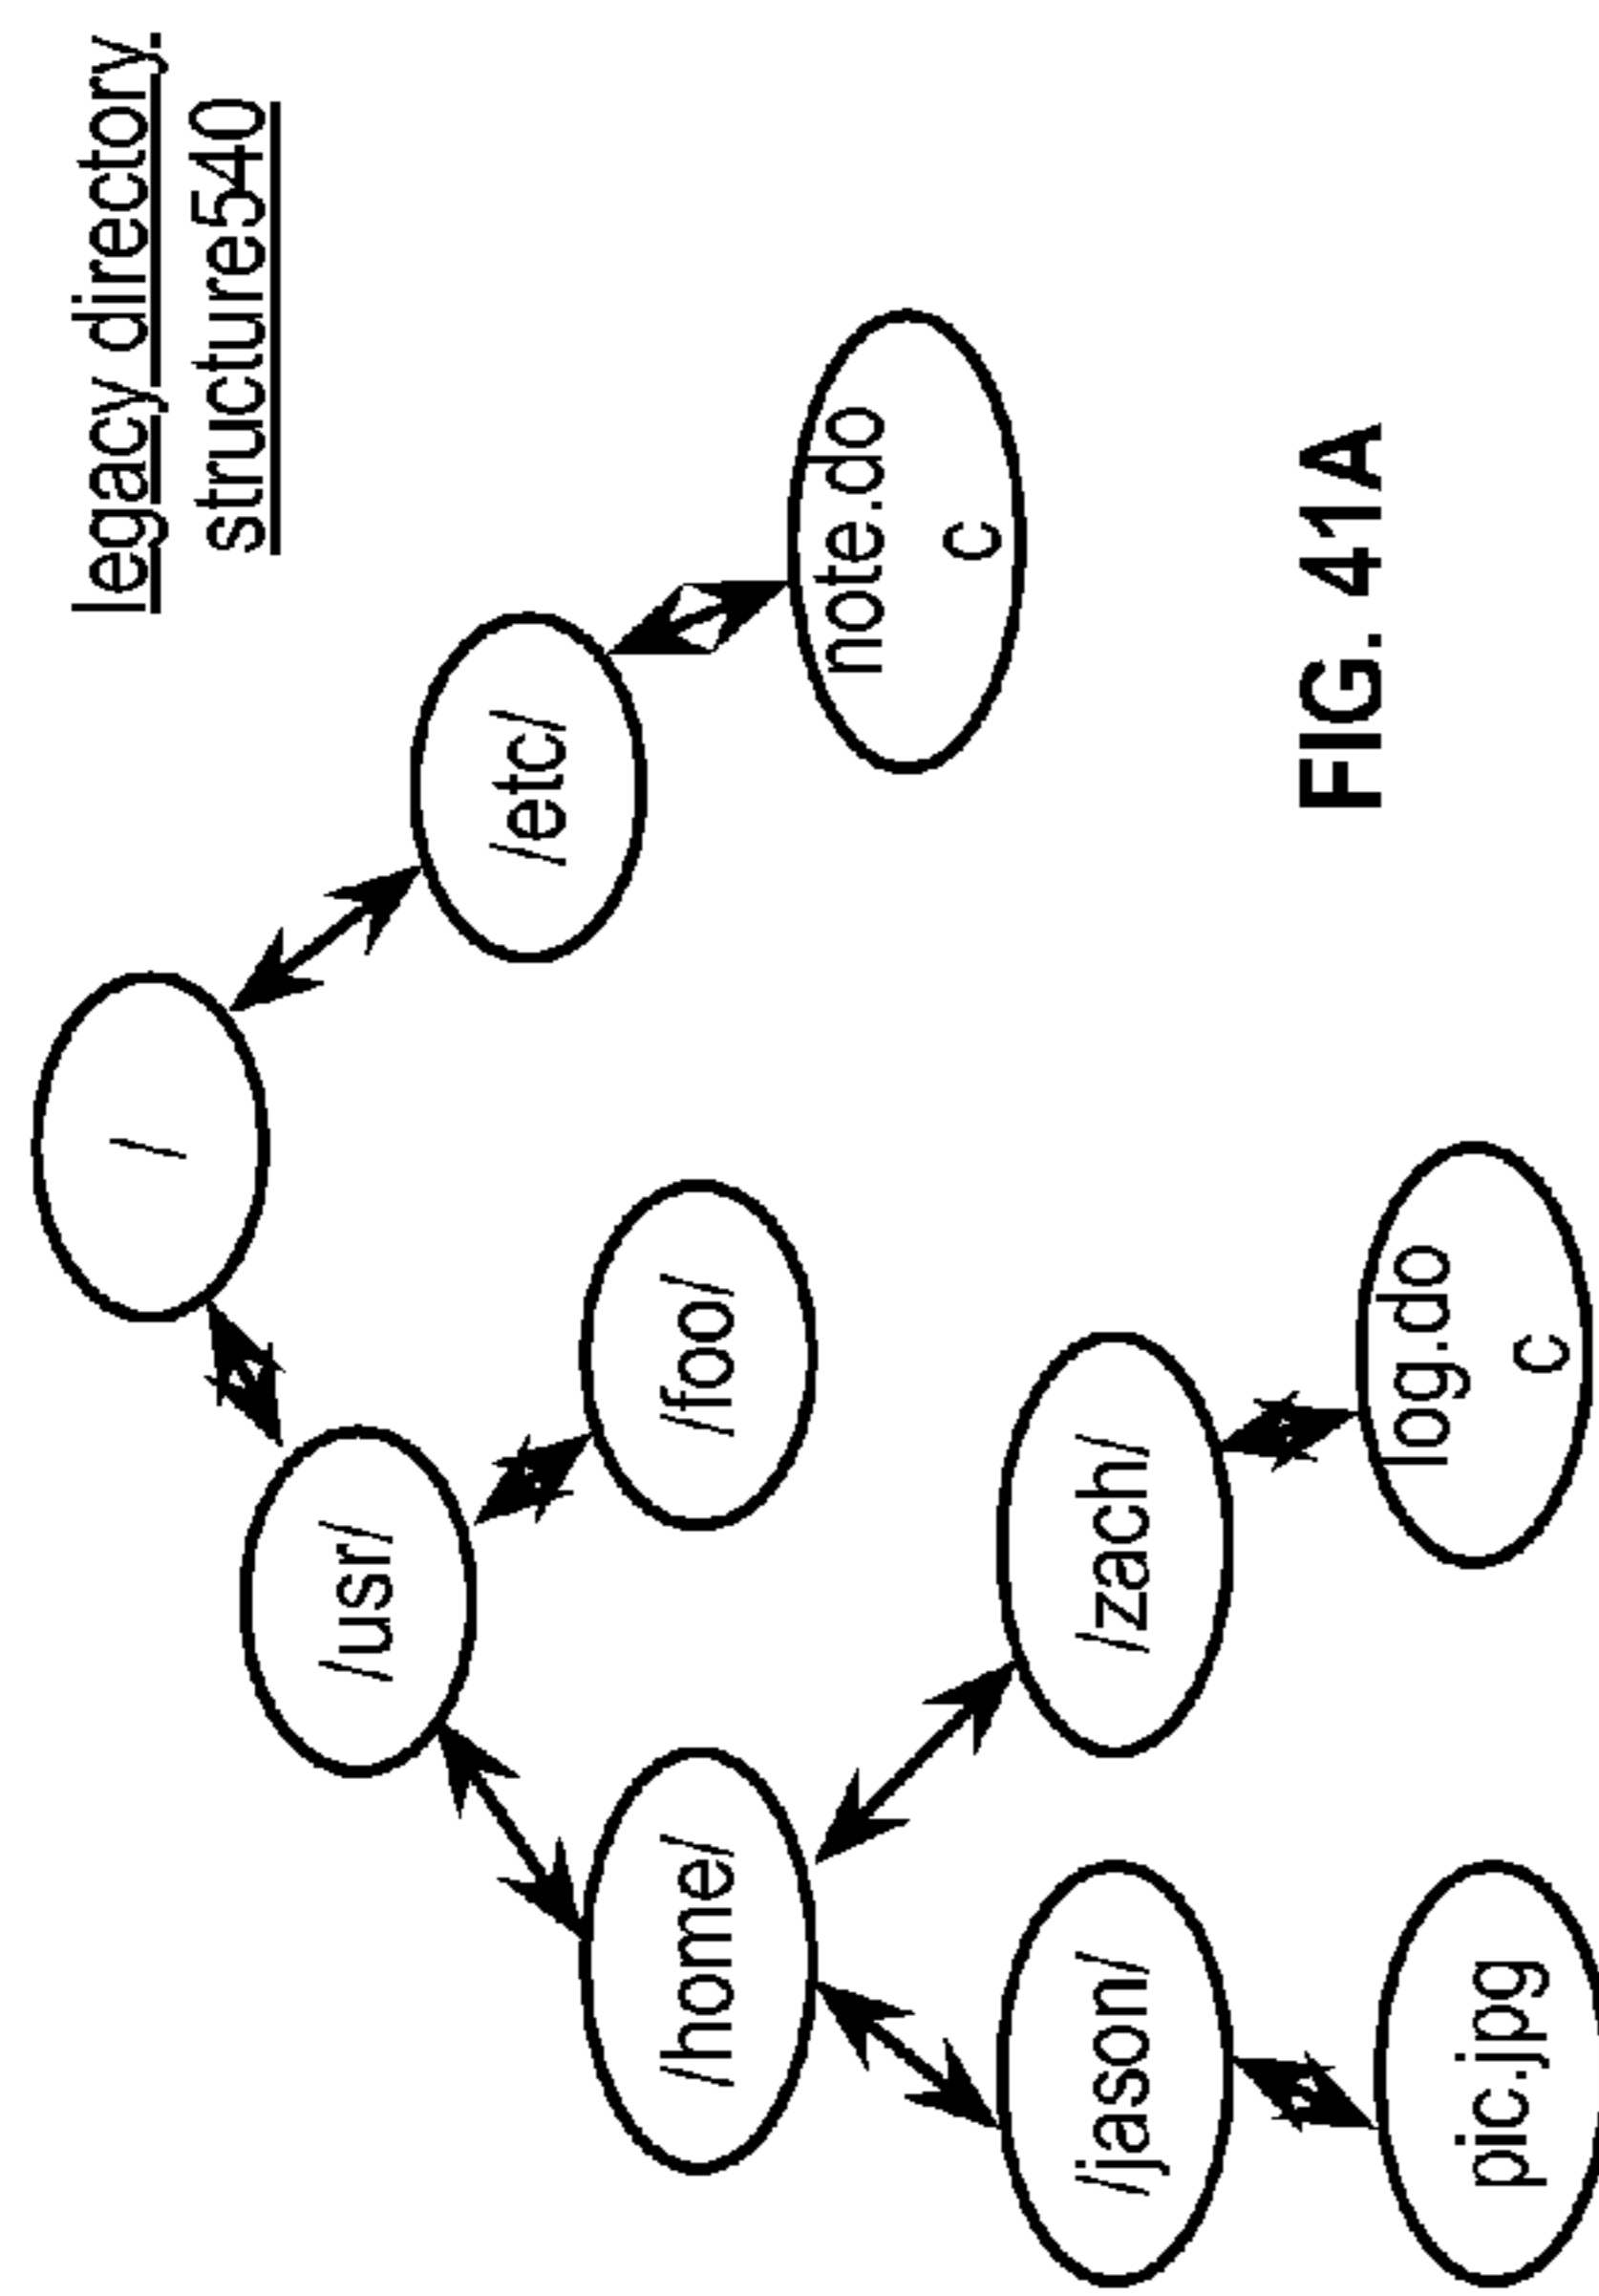 legacy directory
structure540
/
/usr/
/etc/
/home/
/foo/
note.do
c
/jason/
/zach/
pic.jpg
log.do
c
FIG. 41A